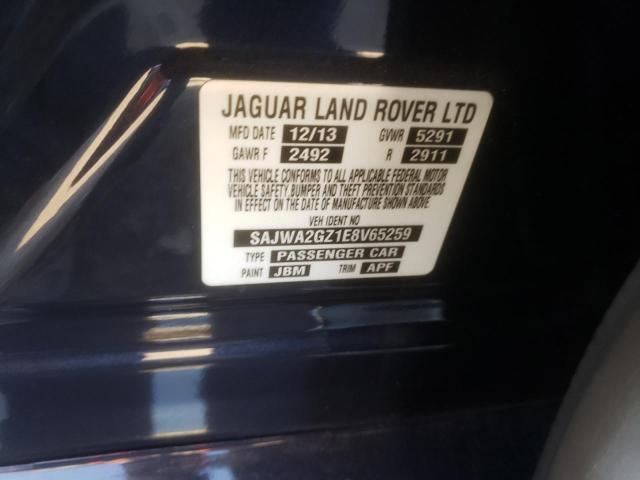 JAGUAR LAND ROVER LTD
MFD DATE 12/13 GVWR 5291
GAWR F 2492 R 2911
THIS VEHICLE CONFORMS TO ALL APPLICABLE FEDERAL MOTOR
VEHICLE SAFETY, BUMPER AND THEFT PREVENTION STANDARDS
IN EFFECT ON THE DATE OF MANUFACTURE SHOWN ABOVE.
VEH IDENT NO
SAJWA2GZ1E8V65259
TYPE PASSENGER CAR
PAINT JBM TRIM APF